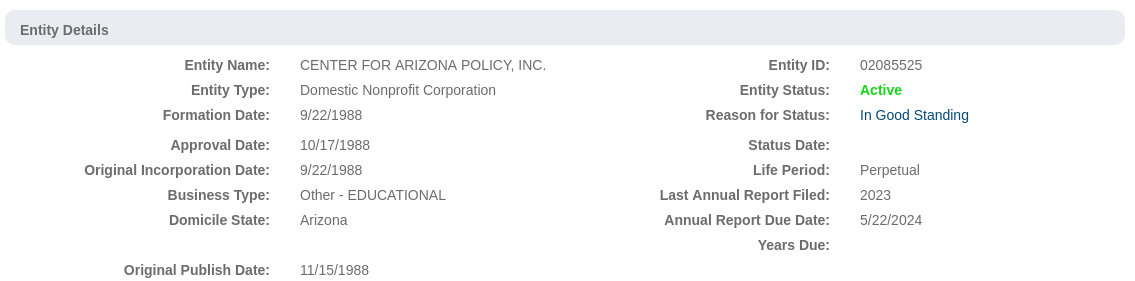 Entity Details
Entity Name: CENTER FOR ARIZONA POLICY, INC. Entity ID: 02085525
Entity Type: Domestic Nonprofit Corporation Entity Status: Active
Formation Date: 9/22/1988 Reason for Status: In Good Standing
Approval Date: 10/17/1988 Status Date:
Original Incorporation Date: 9/22/1988 Life Period: Perpetual
Business Type: Other - EDUCATIONAL Last Annual Report Filed: 2023
Domicile State: Arizona Annual Report Due Date: 5/22/2024
Years Due:
Original Publish Date: 11/15/1988